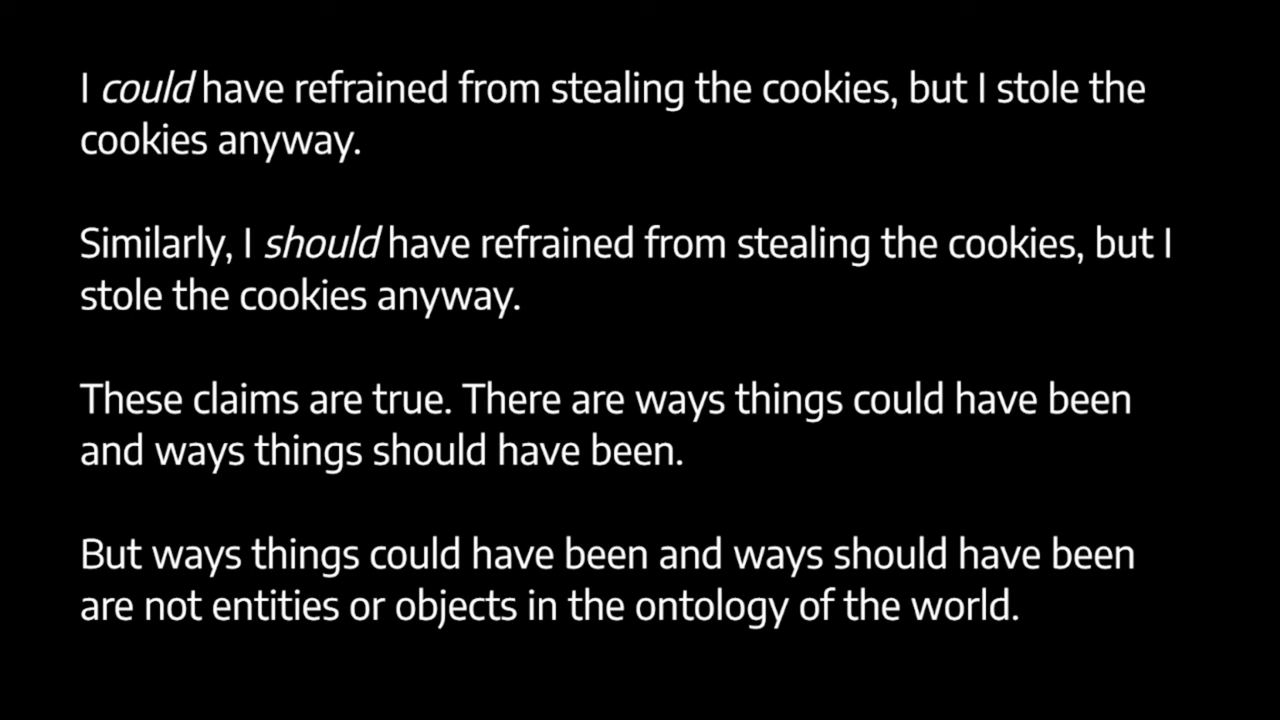 I could have refrained from stealing the cookies, but I stole the
cookies anyway.
Similarly, I should have refrained from stealing the cookies, but I
stole the cookies anyway.
These claims are true. There are ways things could have been
and ways things should have been.
But ways things could have been and ways should have been
are not entities or objects in the ontology of the world.